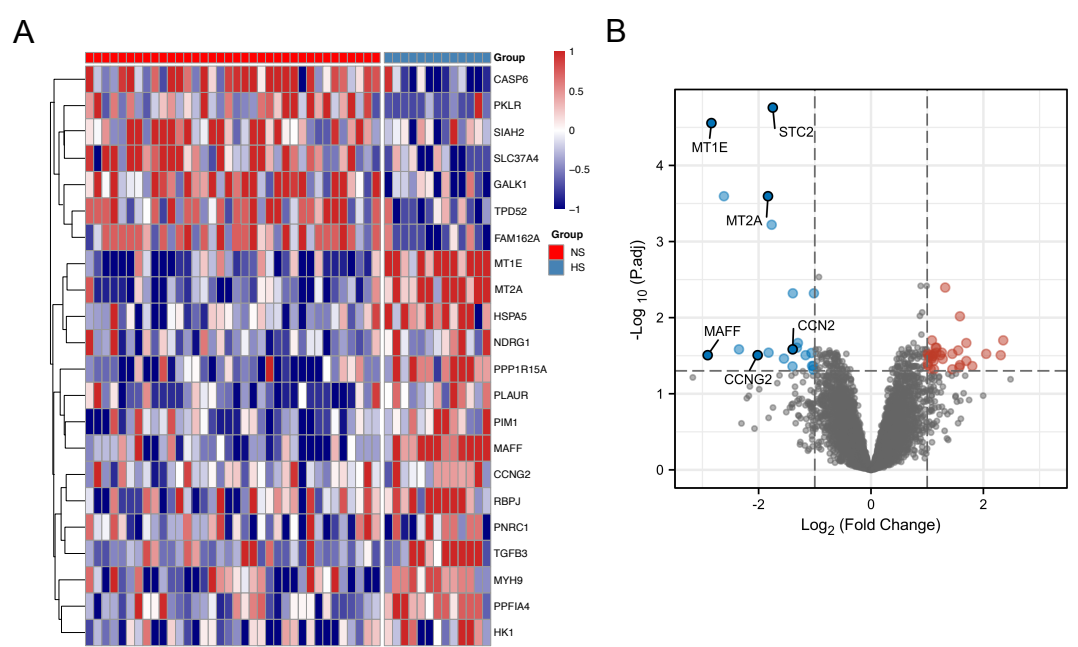 A
B
Group
CASP6
PKLR
SIAH2
SLC37A4
GALK1
TPD52
FAM162A
MT1E
MT2A
HSPA5
NDRG1
PPP1R15A
PLAUR
PIM1
MAFF
CCNG2
RBPJ
PNRC1
TGFB3
MYH9
PPFIA4
HK1
1
0.5
0
−0.5
−1
Group
NS
HS
STC2
MT1E
MT2A
MAFF
CCN2
CCNG2
4
3
2
1
0
-2
0
2
-Log 10 (P.adj)
Log2 (Fold Change)